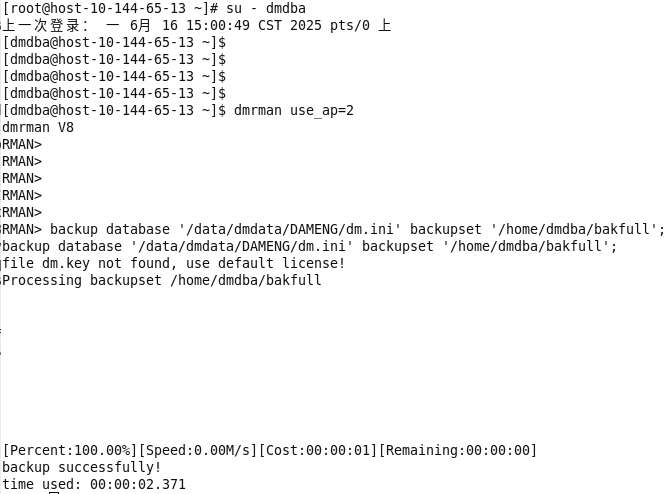 [root@host-10-144-65-13 ~]# su - dmdba
上一次登录： 一 6月 16 15:00:49 CST 2025 pts/0 上
[dmdba@host-10-144-65-13 ~]$
[dmdba@host-10-144-65-13 ~]$
[dmdba@host-10-144-65-13 ~]$
[dmdba@host-10-144-65-13 ~]$
[dmdba@host-10-144-65-13 ~]$ dmrman use_ap=2
dmrman V8
RMAN>
RMAN>
RMAN>
RMAN>
RMAN>
RMAN> backup database '/data/dmdata/DAMENG/dm.ini' backupset '/home/dmdba/bakfull';
backup database '/data/dmdata/DAMENG/dm.ini' backupset '/home/dmdba/bakfull';
file dm.key not found, use default license!
Processing backupset /home/dmdba/bakfull
[Percent:100.00%][Speed:0.00M/s][Cost:00:00:01][Remaining:00:00:00]
backup successfully!
time used: 00:00:02.371